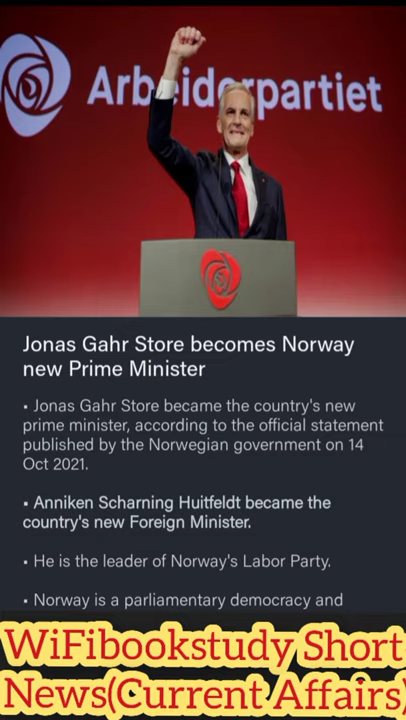 Arbeiderpartiet
Jonas Gahr Store becomes Norway
new Prime Minister
• Jonas Gahr Store became the country's new
prime minister, according to the official statement
published by the Norwegian government on 14
Oct 2021.
• Anniken Scharning Huitfeldt became the
country's new Foreign Minister.
• He is the leader of Norway's Labor Party.
• Norway is a parliamentary democracy and
WiFibookstudy Short
News(Current Affairs)